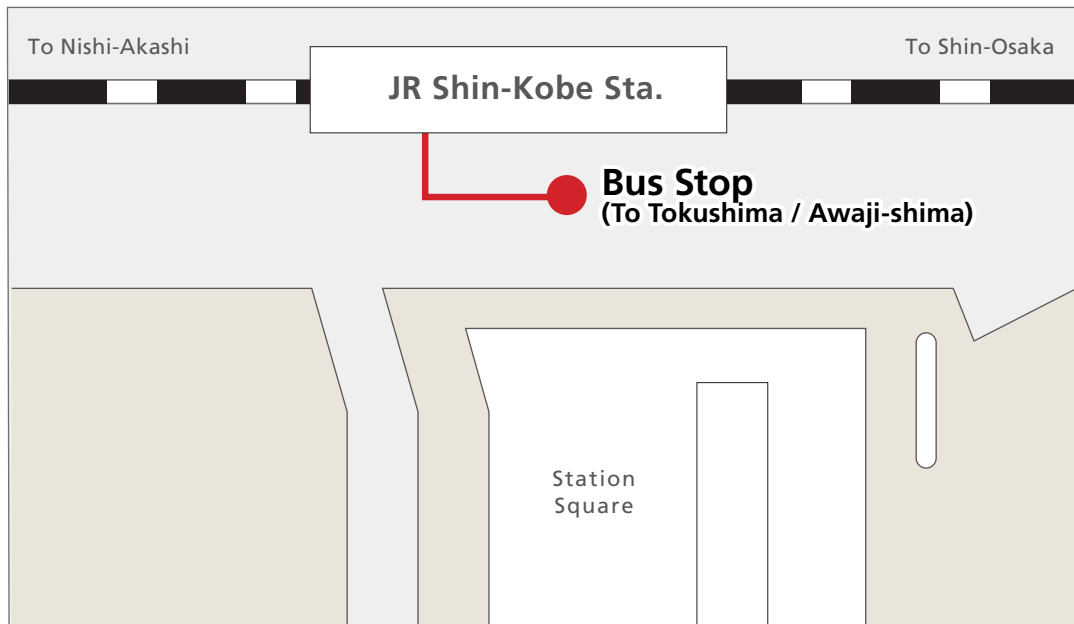 To Nishi-Akashi
To Shin-Osaka
JR Shin-Kobe Sta.
Bus Stop
(To Tokushima / Awaji-shima)
Station
Square